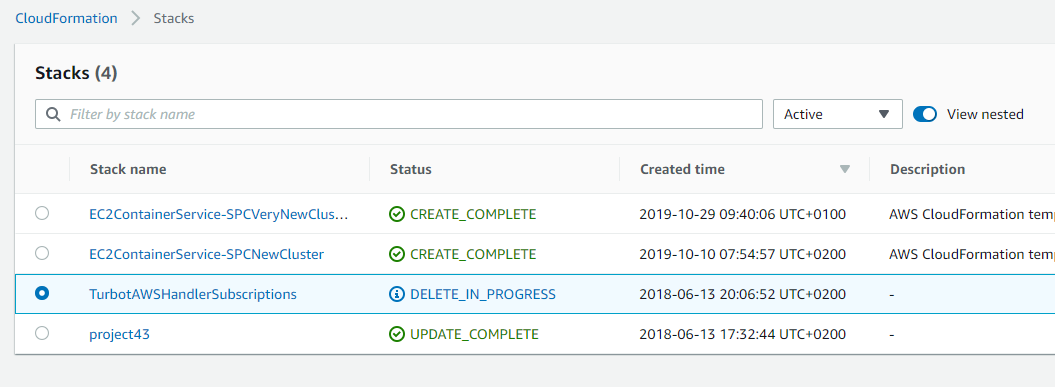 CloudFormation > Stacks
Stacks (4)
Filter by stack name Active View nested
Stack name Status Created time Description
EC2ContainerService-SPCVeryNewClus... CREATE_COMPLETE 2019-10-29 09:40:06 UTC+0100 AWS CloudFormation temp
EC2ContainerService-SPCNewCluster CREATE_COMPLETE 2019-10-10 07:54:57 UTC+0200 AWS CloudFormation temp
TurbotAWSHandlerSubscriptions DELETE_IN_PROGRESS 2018-06-13 20:06:52 UTC+0200 -
project43 UPDATE_COMPLETE 2018-06-13 17:32:44 UTC+0200 -